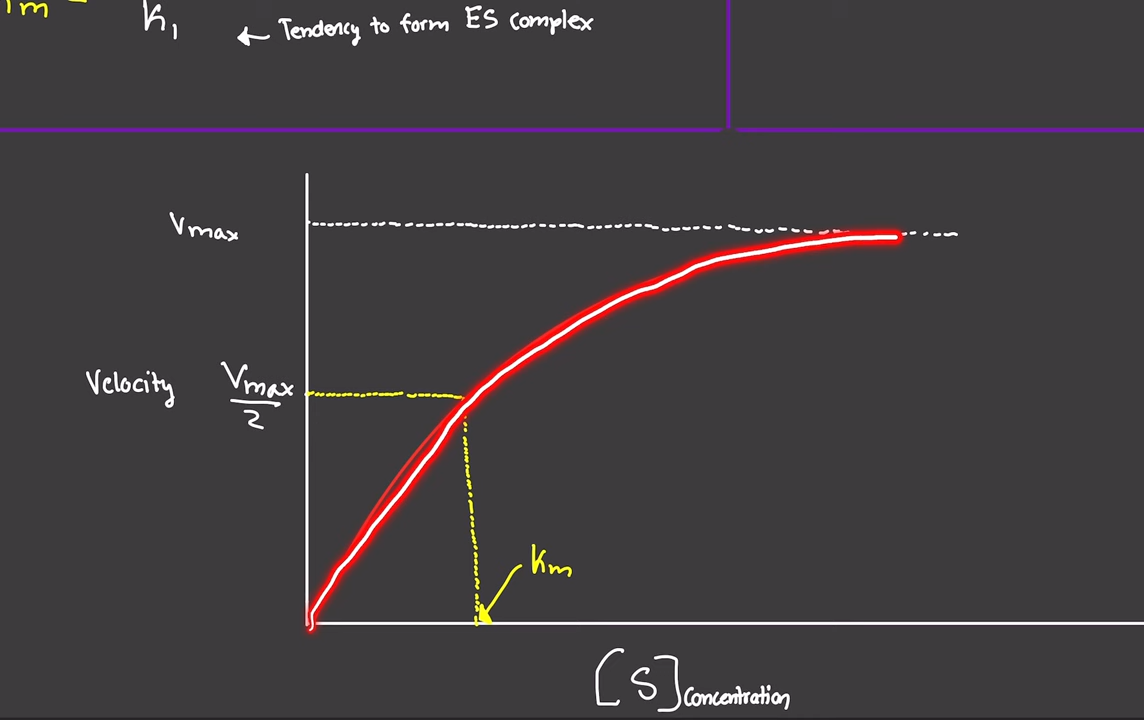 k₁ ← Tendency to form ES complex
Vmax
Velocity Vmax
2
km
[S] Concentration